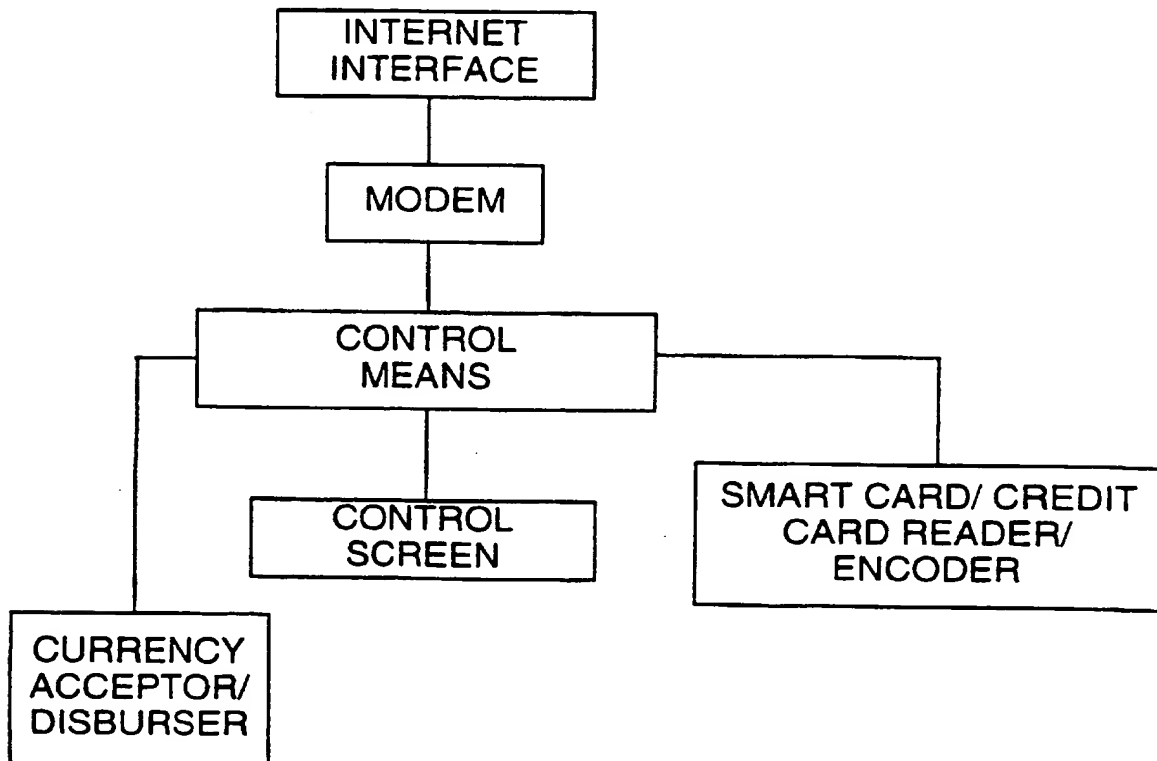 INTERNET
INTERFACE
MODEM
CONTROL
MEANS
CONTROL
SCREEN
SMART CARD/ CREDIT
CARD READER/
ENCODER
CURRENCY
ACCEPTOR/
DISBURSER